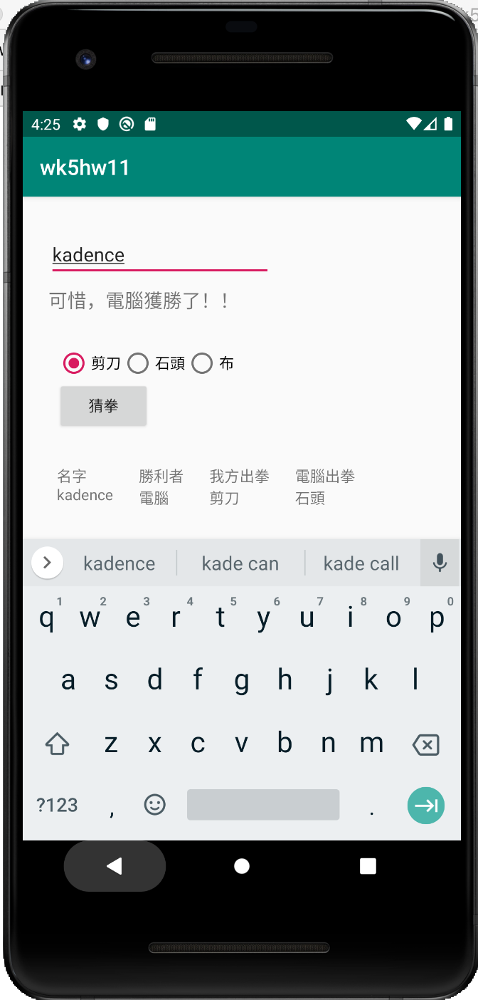 4:25
wk5hw11
kadence
可惜，電腦獲勝了！！
剪刀 石頭 布
猜拳
名字 勝利者 我方出拳 電腦出拳
kadence 電腦 剪刀 石頭
kadence kade can kade call
1 2 3 4 5 6 7 8 9 0
q w e r t y u i o p
a s d f g h j k l
z x c v b n m
?123 , .